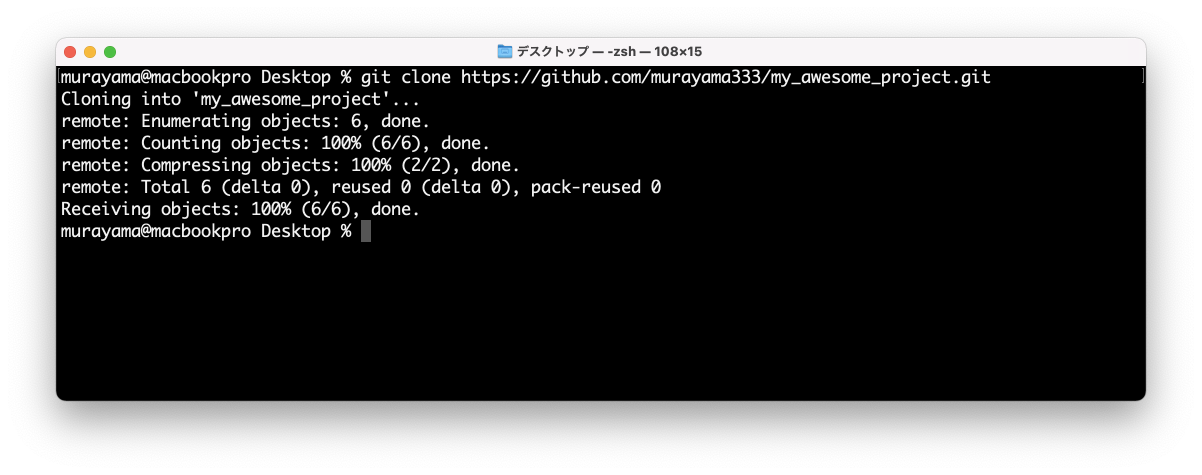 デスクトップ — -zsh — 108×15
murayama@macbookpro Desktop % git clone https://github.com/murayama333/my_awesome_project.git
Cloning into 'my_awesome_project'...
remote: Enumerating objects: 6, done.
remote: Counting objects: 100% (6/6), done.
remote: Compressing objects: 100% (2/2), done.
remote: Total 6 (delta 0), reused 0 (delta 0), pack-reused 0
Receiving objects: 100% (6/6), done.
murayama@macbookpro Desktop %